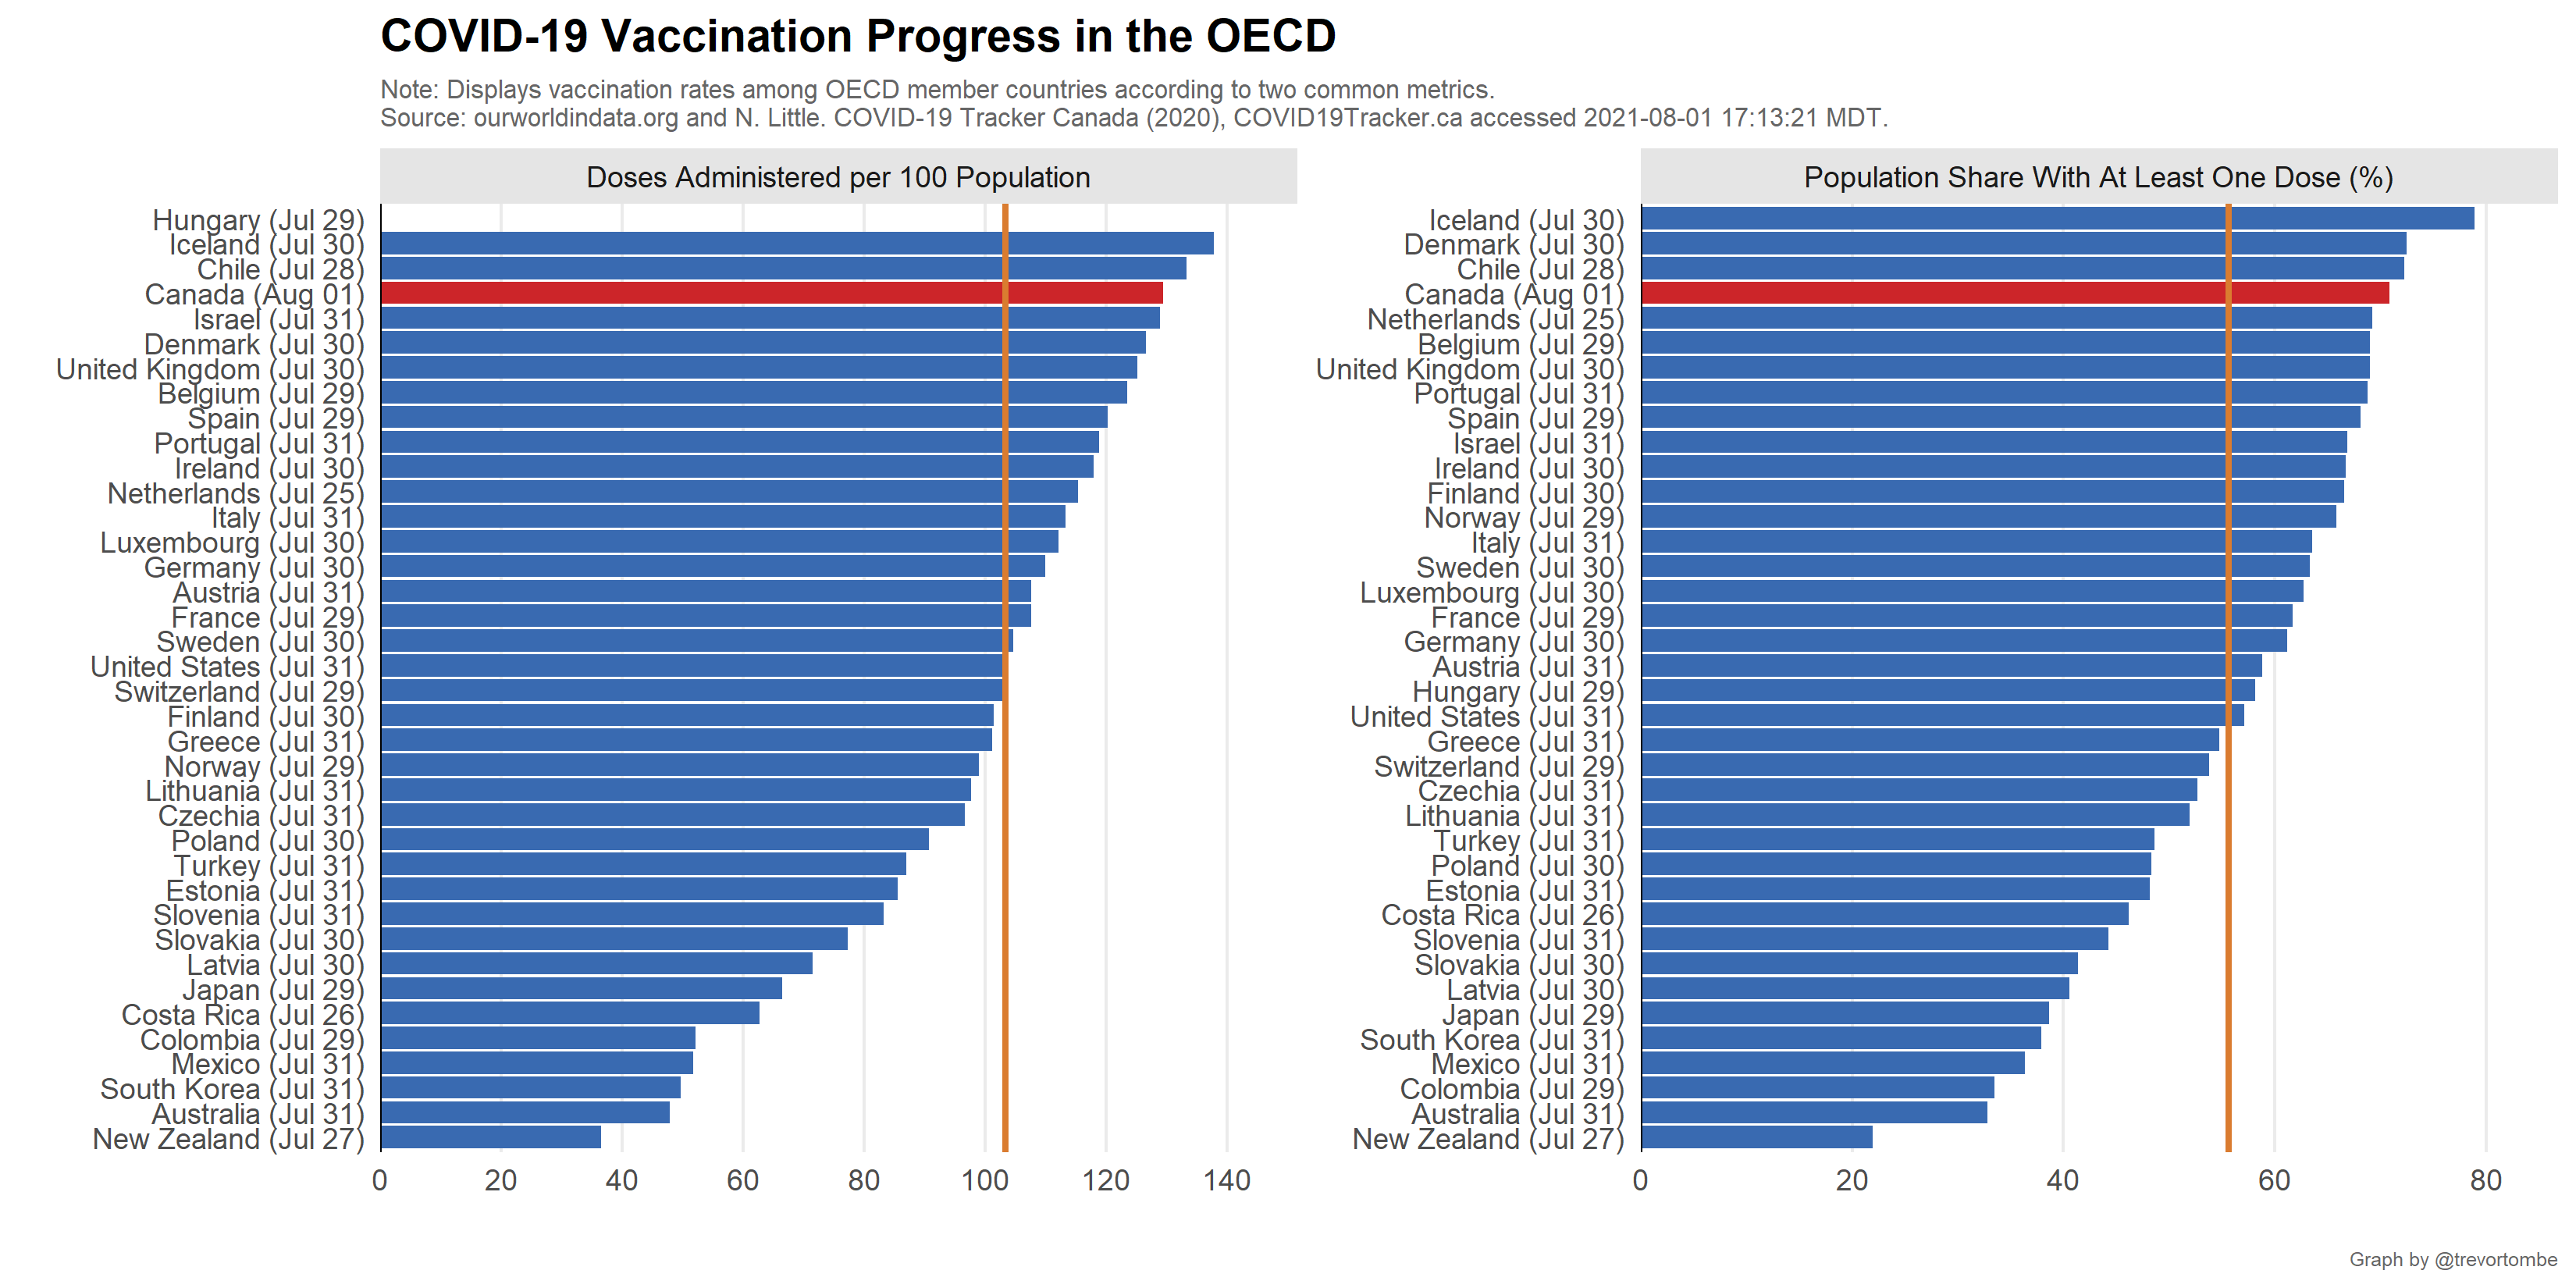 COVID-19 Vaccination Progress in the OECD
Note: Displays vaccination rates among OECD member countries according to two common metrics.
Source: ourworldindata.org and N. Little. COVID-19 Tracker Canada (2020), COVID19Tracker.ca accessed 2021-08-01 17:13:21 MDT.
Doses Administered per 100 Population
Hungary (Jul 29)
Iceland (Jul 30)
Chile (Jul 28)
Canada (Aug 01)
Israel (Jul 31)
Denmark (Jul 30)
United Kingdom (Jul 30)
Belgium (Jul 29)
Spain (Jul 29)
Portugal (Jul 31)
Ireland (Jul 30)
Netherlands (Jul 25)
Italy (Jul 31)
Luxembourg (Jul 30)
Germany (Jul 30)
Austria (Jul 31)
France (Jul 29)
Sweden (Jul 30)
United States (Jul 31)
Switzerland (Jul 29)
Finland (Jul 30)
Greece (Jul 31)
Norway (Jul 29)
Lithuania (Jul 31)
Czechia (Jul 31)
Poland (Jul 30)
Turkey (Jul 31)
Estonia (Jul 31)
Slovenia (Jul 31)
Slovakia (Jul 30)
Latvia (Jul 30)
Japan (Jul 29)
Costa Rica (Jul 26)
Colombia (Jul 29)
Mexico (Jul 31)
South Korea (Jul 31)
Australia (Jul 31)
New Zealand (Jul 27)
0 20 40 60 80 100 120 140
Population Share With At Least One Dose (%)
Iceland (Jul 30)
Denmark (Jul 30)
Chile (Jul 28)
Canada (Aug 01)
Netherlands (Jul 25)
Belgium (Jul 29)
United Kingdom (Jul 30)
Portugal (Jul 31)
Spain (Jul 29)
Israel (Jul 31)
Ireland (Jul 30)
Finland (Jul 30)
Norway (Jul 29)
Italy (Jul 31)
Sweden (Jul 30)
Luxembourg (Jul 30)
France (Jul 29)
Germany (Jul 30)
Austria (Jul 31)
Hungary (Jul 29)
United States (Jul 31)
Greece (Jul 31)
Switzerland (Jul 29)
Czechia (Jul 31)
Lithuania (Jul 31)
Turkey (Jul 31)
Poland (Jul 30)
Estonia (Jul 31)
Costa Rica (Jul 26)
Slovenia (Jul 31)
Slovakia (Jul 30)
Latvia (Jul 30)
Japan (Jul 29)
South Korea (Jul 31)
Mexico (Jul 31)
Colombia (Jul 29)
Australia (Jul 31)
New Zealand (Jul 27)
0 20 40 60 80
Graph by @trevortombe